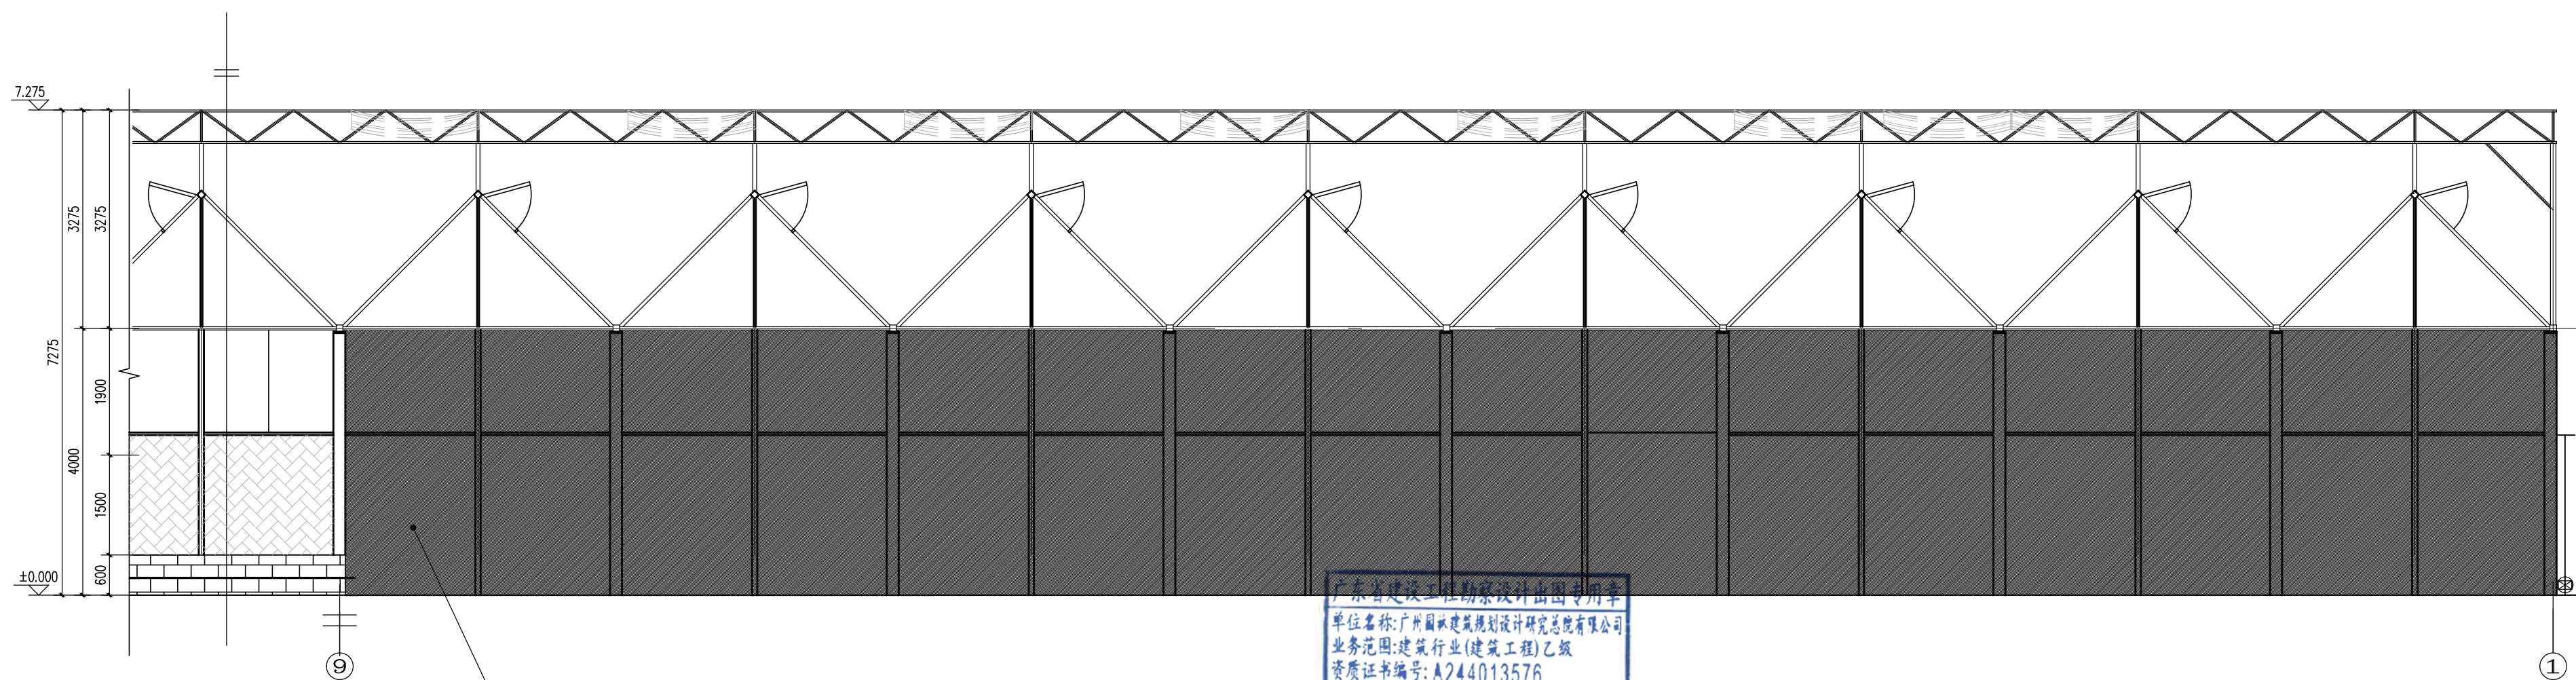 7.275
3275
3275
7275
1900
4000
1500
600
±0.000
广东省建设工程勘察设计出图专用章
单位名称:广州园林建筑规划设计研究总院有限公司
业务范围:建筑行业(建筑工程)乙级
资质证书编号:A244013576
9
1